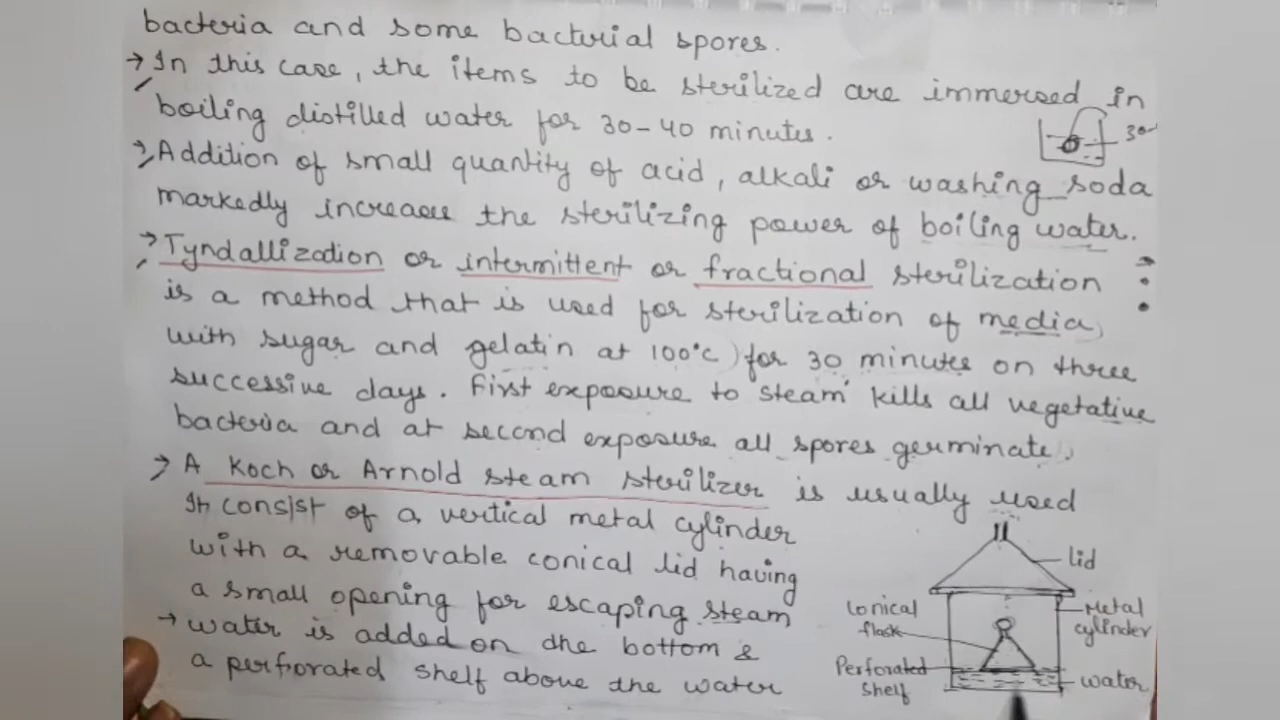 bacteria and some bacterial spores.
→ In this case, the items to be sterilized are immersed in
boiling distilled water for 30-40 minutes.
30
→ Addition of small quantity of acid, alkali or washing soda
markedly increase the sterilizing power of boiling water.
→ Tyndallization or intermittent or fractional sterilization
is a method that is used for sterilization of media,
with sugar and gelatin at 100°C) for 30 minutes on three
successive days. First exposure to steam kills all vegetative
bacteria and at second exposure all spores germinate,
→ A Koch or Arnold steam sterilizer is usually used
It consist of a vertical metal cylinder
with a removable conical lid having
a small opening for escaping steam
→ water is added on the bottom &
a perforated shelf above the water
lid
Conical
flask
Metal
cylinder
Perforated
shelf
water